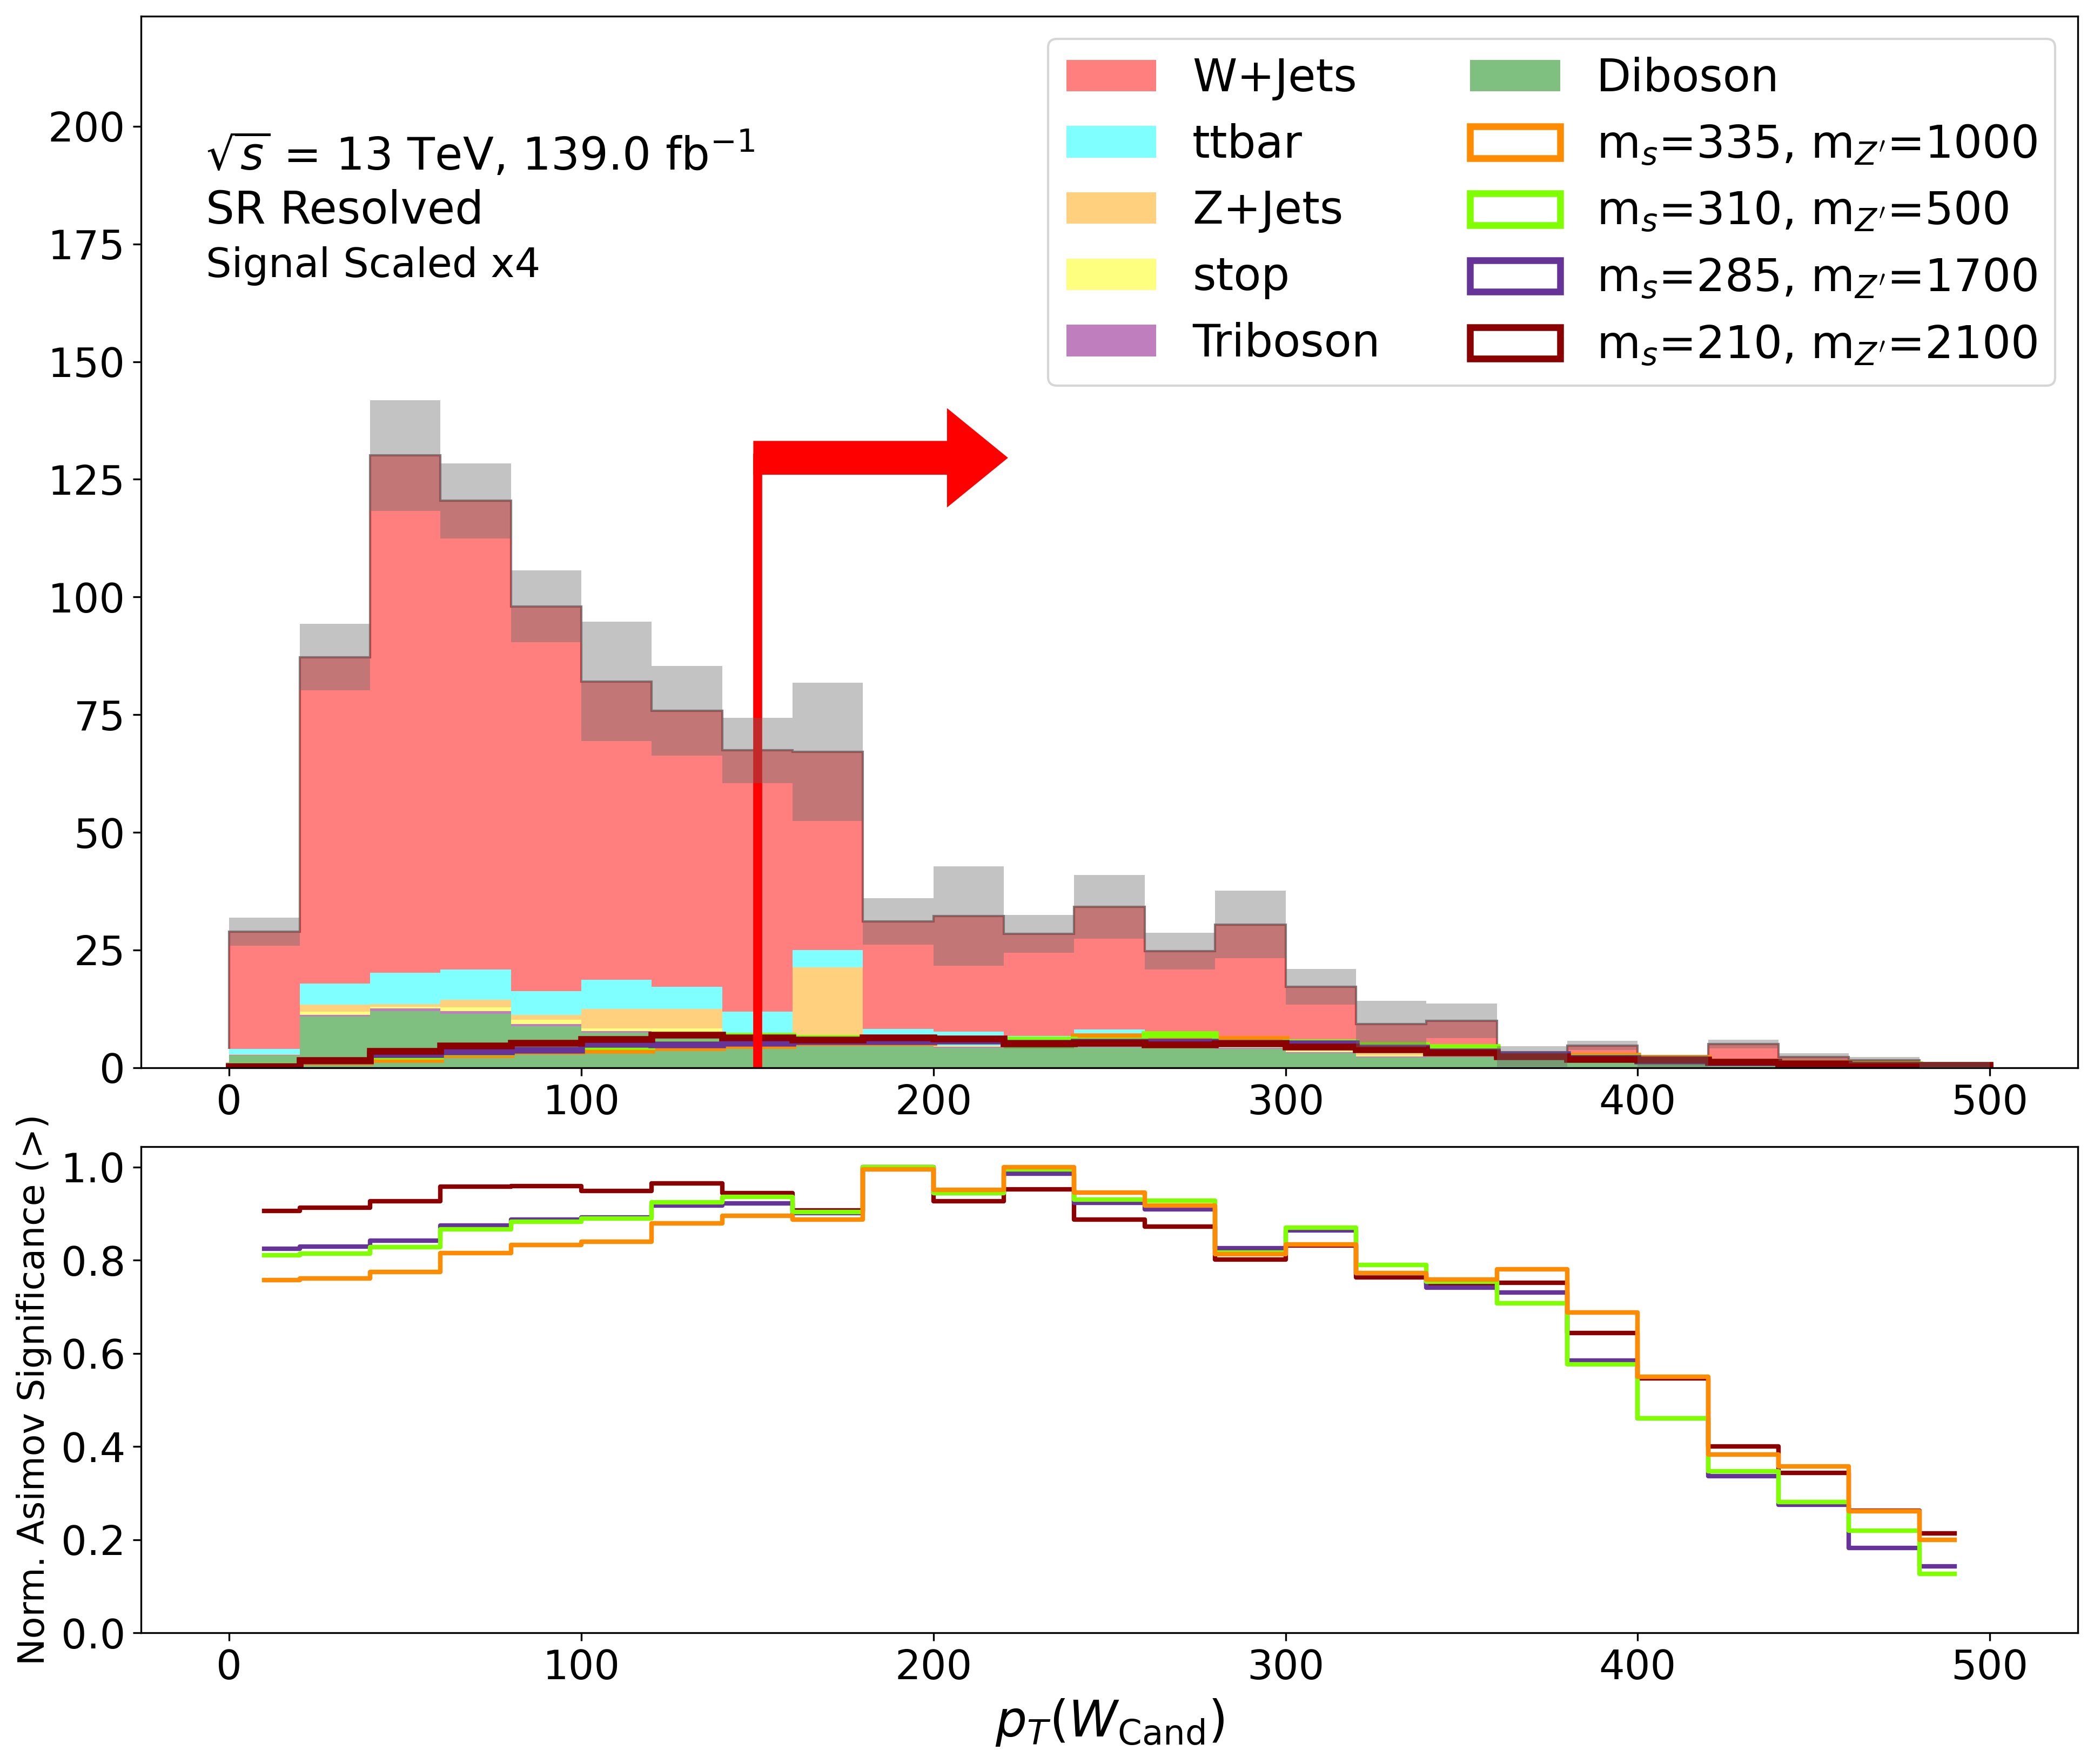 √s = 13 TeV, 139.0 fb⁻¹
SR Resolved
Signal Scaled x4
W+Jets
ttbar
Z+Jets
stop
Triboson
Diboson
mₛ=335, m_Z′=1000
mₛ=310, m_Z′=500
mₛ=285, m_Z′=1700
mₛ=210, m_Z′=2100
200
175
150
125
100
75
50
25
0
0 100 200 300 400 500
Norm. Asimov Significance (>)
1.0
0.8
0.6
0.4
0.2
0.0
0 100 200 300 400 500
p_T(W_Cand)